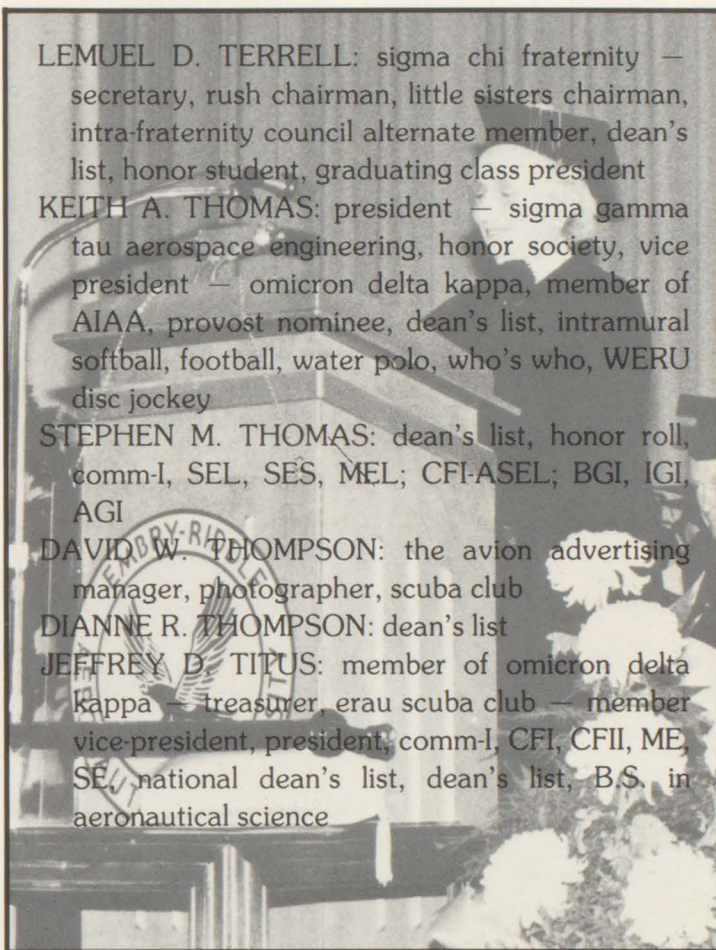 LEMUEL D. TERRELL: sigma chi fraternity —
secretary, rush chairman, little sisters chairman,
intra-fraternity council alternate member, dean's
list, honor student, graduating class president
KEITH A. THOMAS: president — sigma gamma
tau aerospace engineering, honor society, vice
president — omicron delta kappa, member of
AIAA, provost nominee, dean's list, intramural
softball, football, water polo, who's who, WERU
disc jockey
STEPHEN M. THOMAS: dean's list, honor roll,
comm-I, SEL, SES, MEL; CFI-ASEL; BGI, IGI,
AGI
DAVID W. THOMPSON: the avion advertising
manager, photographer, scuba club
DIANNE R. THOMPSON: dean's list
JEFFREY D. TITUS: member of omicron delta
kappa — treasurer, erau scuba club — member
vice-president, president, comm-I, CFI, CFII, ME,
SE, national dean's list, dean's list, B.S. in
aeronautical science
EMBRY-RIDDLE